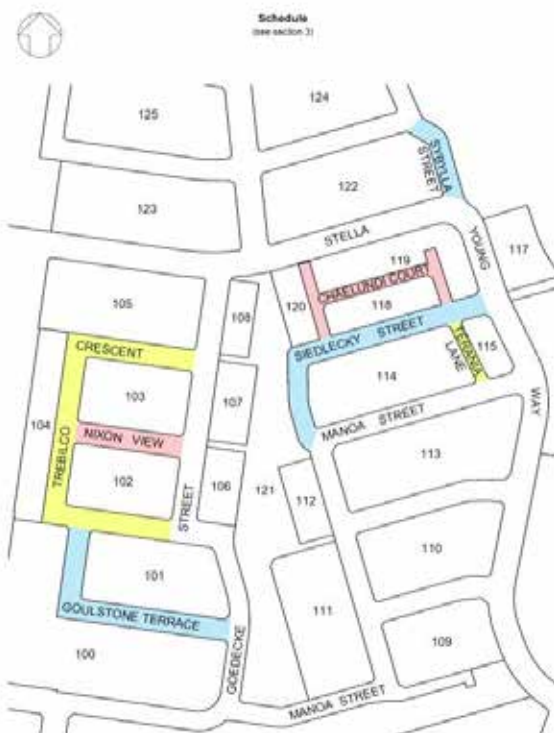 Schedule
(see section 3)
125
124
123
122
SYBYLLA
STREET
STELLA
YOUNG
117
119
CHAELUNDI COURT
120
118
105
108
SIEDLECKY STREET
TERANIA
LANE
115
CRESCENT
114
103
107
MANOA STREET
WAY
104
NIXON VIEW
113
TREBILCO
102
106
121
112
STREET
110
101
111
GOULSTONE TERRACE
109
100
GOEDECKE
MANOA STREET